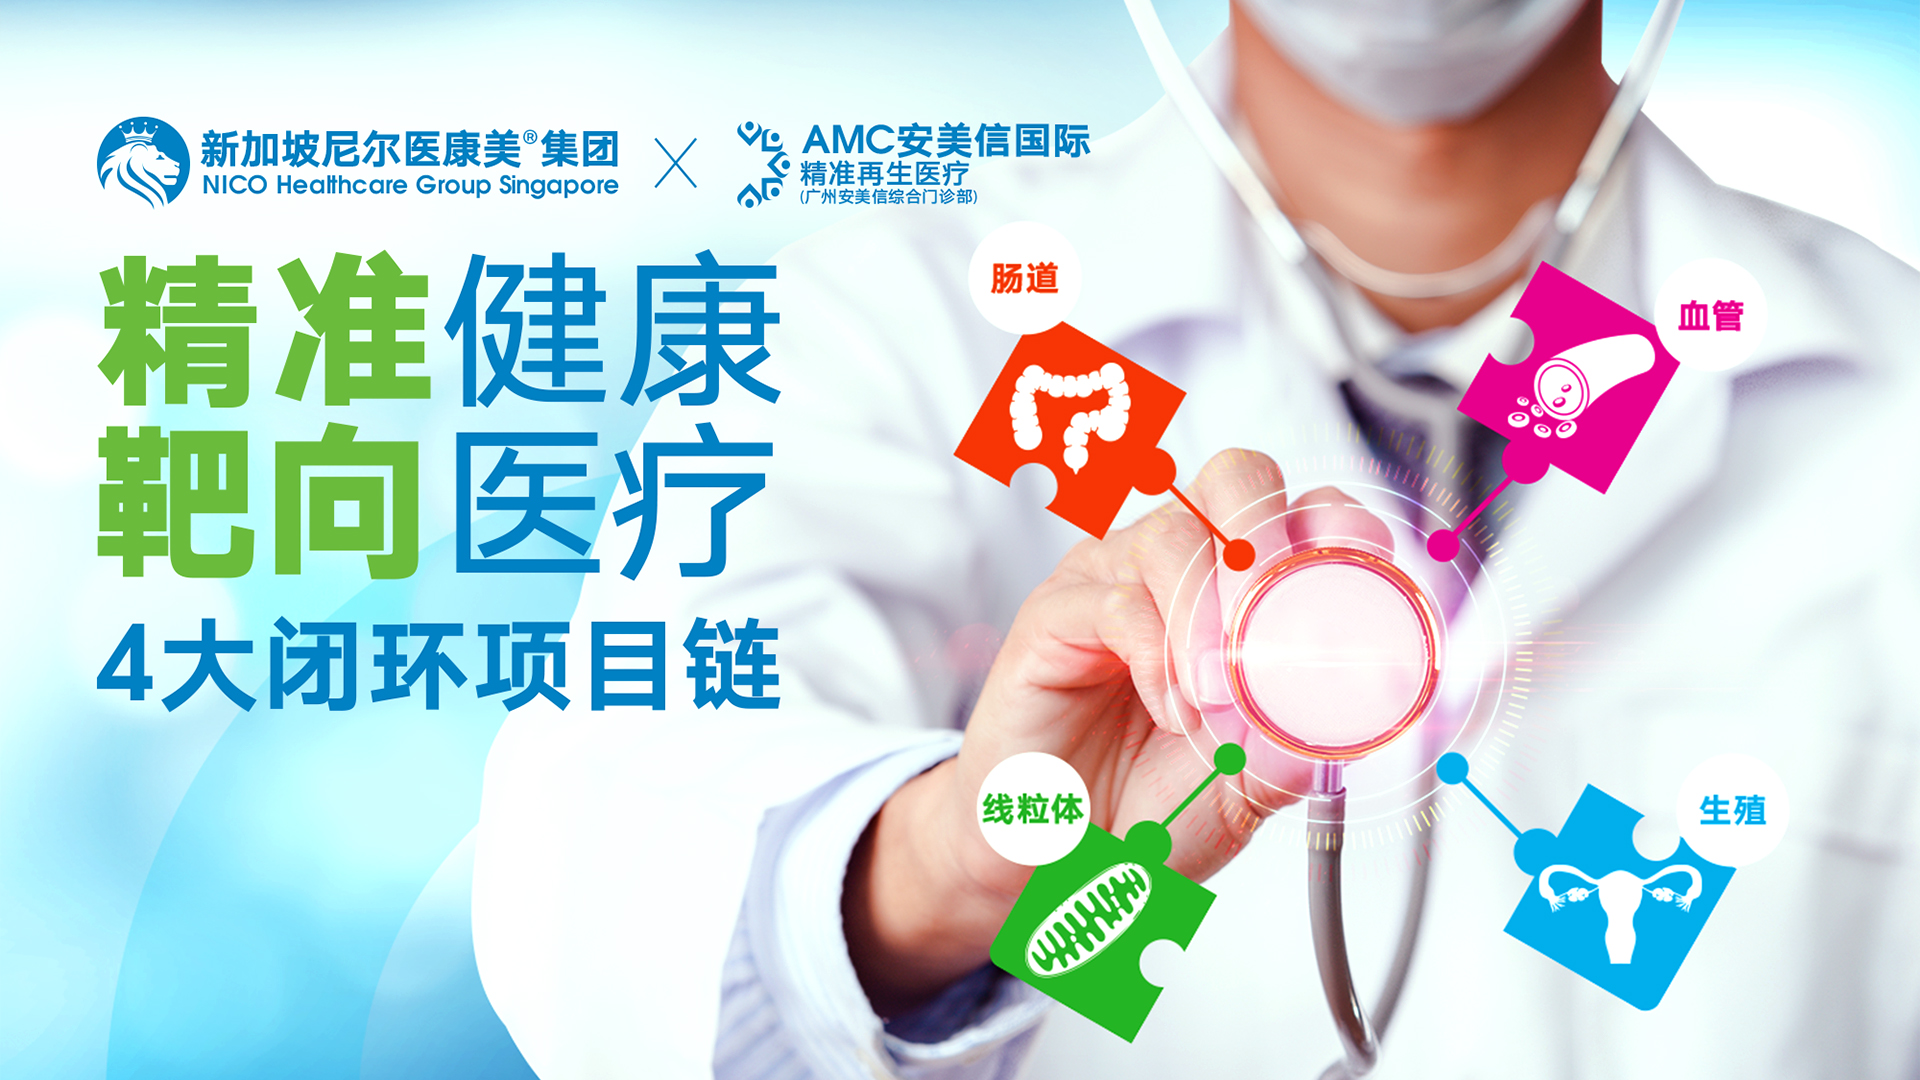 新加坡尼尔医康美®集团
NICO Healthcare Group Singapore
AMC安美信国际
精准再生医疗
(广州安美信综合门诊部)
精准健康
靶向医疗
4大闭环项目链
肠道
血管
线粒体
生殖